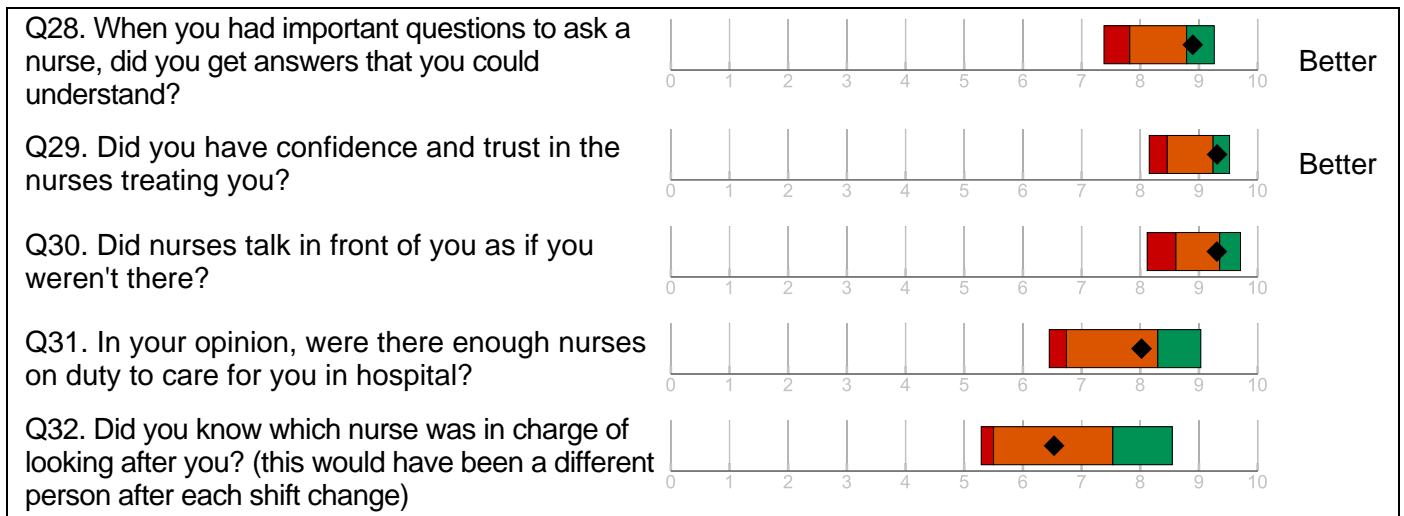 Q28. When you had important questions to ask a
nurse, did you get answers that you could
understand?
0 1 2 3 4 5 6 7 8 9 10
Better
Q29. Did you have confidence and trust in the
nurses treating you?
0 1 2 3 4 5 6 7 8 9 10
Better
Q30. Did nurses talk in front of you as if you
weren't there?
0 1 2 3 4 5 6 7 8 9 10
Q31. In your opinion, were there enough nurses
on duty to care for you in hospital?
0 1 2 3 4 5 6 7 8 9 10
Q32. Did you know which nurse was in charge of
looking after you? (this would have been a different
person after each shift change)
0 1 2 3 4 5 6 7 8 9 10